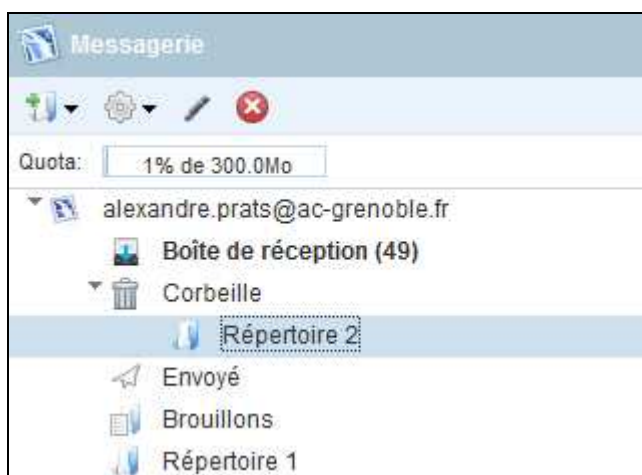 Messagerie
Quota: 1% de 300.0Mo
alexandre.prats@ac-grenoble.fr
Boîte de réception (49)
Corbeille
Répertoire 2
Envoyé
Brouillons
Répertoire 1